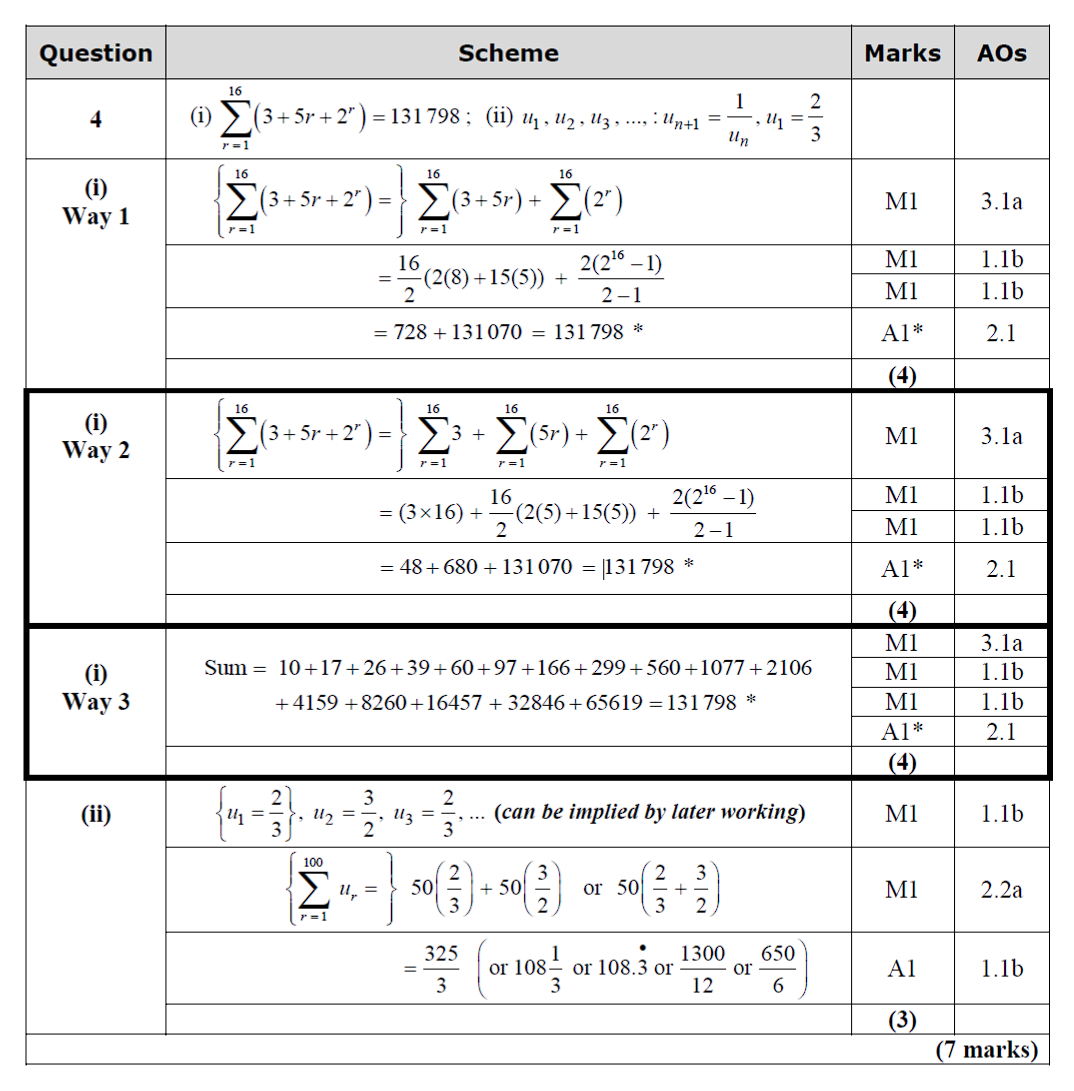 Question Scheme Marks AOs
4 (i) $\sum_{r=1}^{16}(3+5r+2^r)=131\,798$ ; (ii) $u_1, u_2, u_3, ...,: u_{n+1}=\frac{1}{u_n}, u_1=\frac{2}{3}$
(i) Way 1 $\left\{\sum_{r=1}^{16}(3+5r+2^r)=\right\} \sum_{r=1}^{16}(3+5r)+\sum_{r=1}^{16}(2^r)$ M1 3.1a
$=\frac{16}{2}(2(8)+15(5)) + \frac{2(2^{16}-1)}{2-1}$ M1 1.1b
M1 1.1b
$= 728 + 131\,070 = 131\,798$ * A1* 2.1
(4)
(i) Way 2 $\left\{\sum_{r=1}^{16}(3+5r+2^r)=\right\} \sum_{r=1}^{16}3 + \sum_{r=1}^{16}(5r)+\sum_{r=1}^{16}(2^r)$ M1 3.1a
$=(3\times16)+\frac{16}{2}(2(5)+15(5)) + \frac{2(2^{16}-1)}{2-1}$ M1 1.1b
M1 1.1b
$= 48+680+131\,070 = |131\,798$ * A1* 2.1
(4)
(i) Way 3 M1 3.1a
Sum = 10+17+26+39+60+97+166+299+560+1077+2106 M1 1.1b
+4159+8260+16457+32846+65619=131798 * M1 1.1b
A1* 2.1
(4)
(ii) $\left\{u_1=\frac{2}{3}\right\}, u_2=\frac{3}{2}, u_3=\frac{2}{3}, ...$ (can be implied by later working) M1 1.1b
$\left\{\sum_{r=1}^{100}u_r=\right\} 50\left(\frac{2}{3}\right)+50\left(\frac{3}{2}\right)$ or $50\left(\frac{2}{3}+\frac{3}{2}\right)$ M1 2.2a
$=\frac{325}{3}$ $\left(\text{or } 108\frac{1}{3} \text{ or } 108.\dot{3} \text{ or } \frac{1300}{12} \text{ or } \frac{650}{6}\right)$ A1 1.1b
(3)
(7 marks)